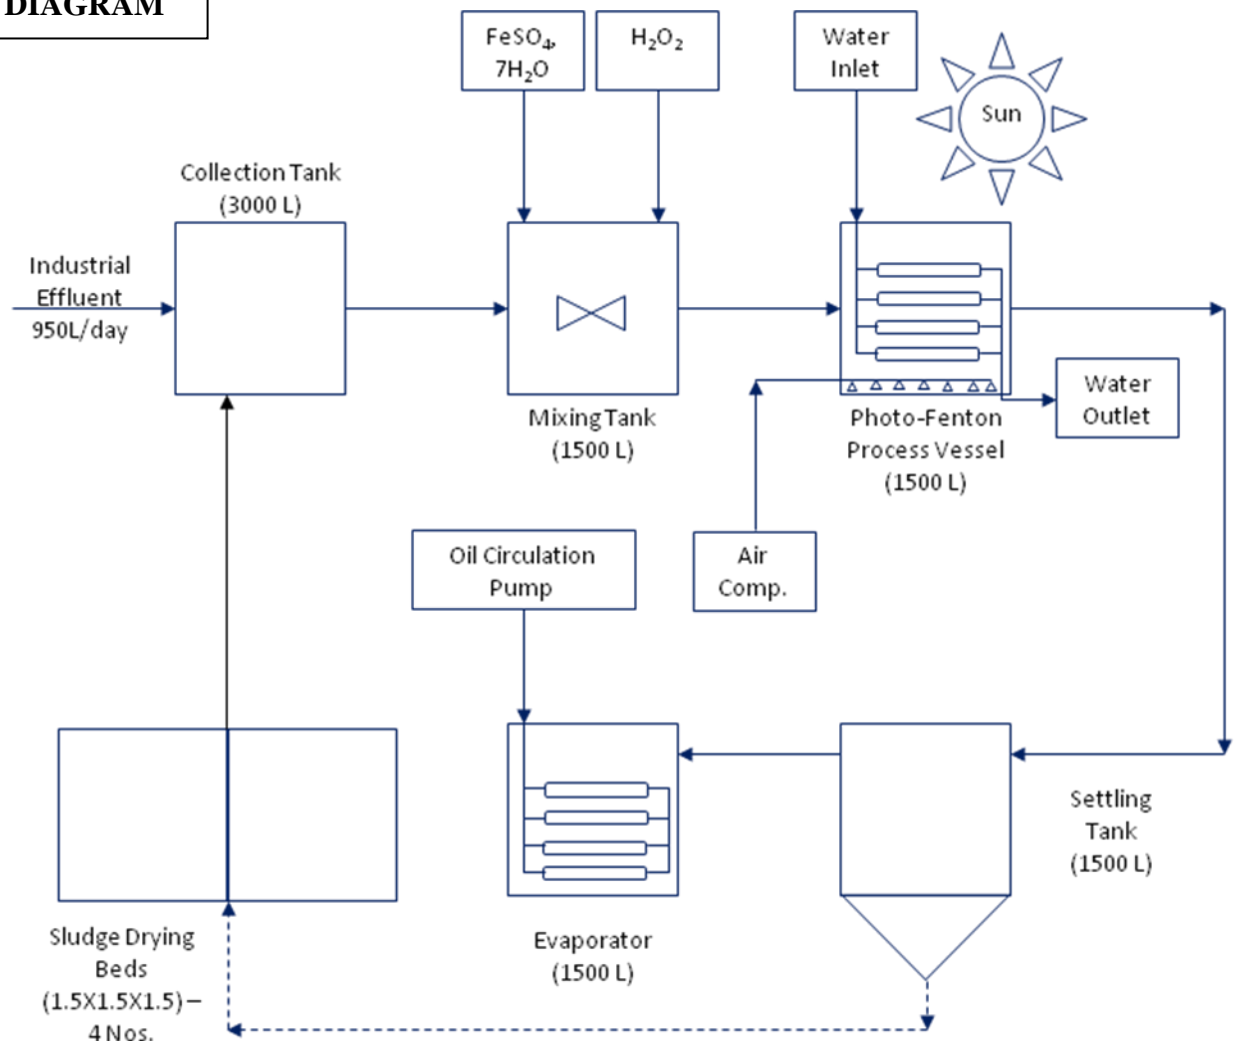 DIAGRAM
FeSO₄,
7H₂O
H₂O₂
Water
Inlet
Sun
Collection Tank
(3000 L)
Industrial
Effluent
950L/day
Mixing Tank
(1500 L)
Photo-Fenton
Process Vessel
(1500 L)
Water
Outlet
Oil Circulation
Pump
Air
Comp.
Settling
Tank
(1500 L)
Evaporator
(1500 L)
Sludge Drying
Beds
(1.5X1.5X1.5) –
4 Nos.